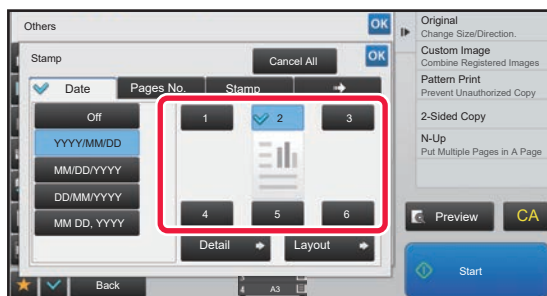 Others
OK
Stamp
Cancel All
OK
Date
Pages No.
Stamp
Off
YYYY/MM/DD
MM/DD/YYYY
DD/MM/YYYY
MM DD, YYYY
1
2
3
4
5
6
Detail
Layout
Back
A3
Original
Change Size/Direction.
Custom Image
Combine Registered Images
Pattern Print
Prevent Unauthorized Copy
2-Sided Copy
N-Up
Put Multiple Pages in A Page
Preview
CA
Start